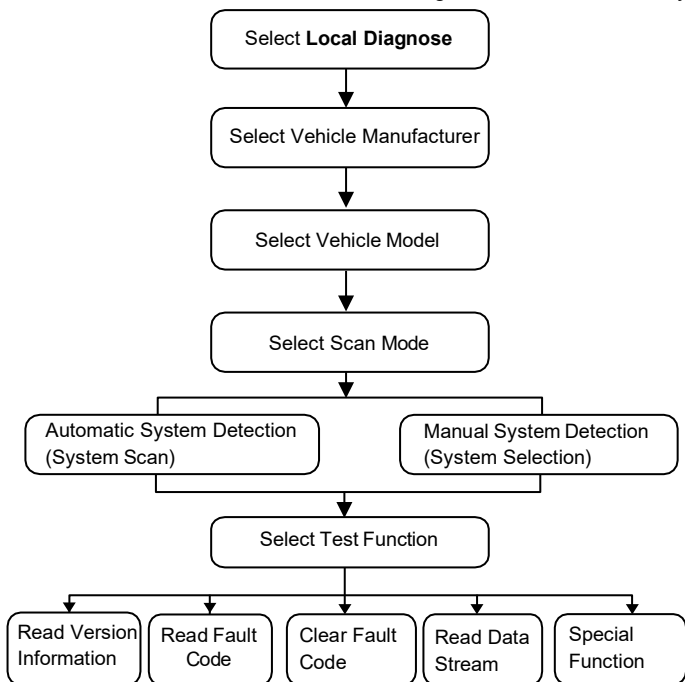 Select Local Diagnose
Select Vehicle Manufacturer
Select Vehicle Model
Select Scan Mode
Automatic System Detection
(System Scan)
Manual System Detection
(System Selection)
Select Test Function
Read Version
Information
Read Fault
Code
Clear Fault
Code
Read Data
Stream
Special
Function